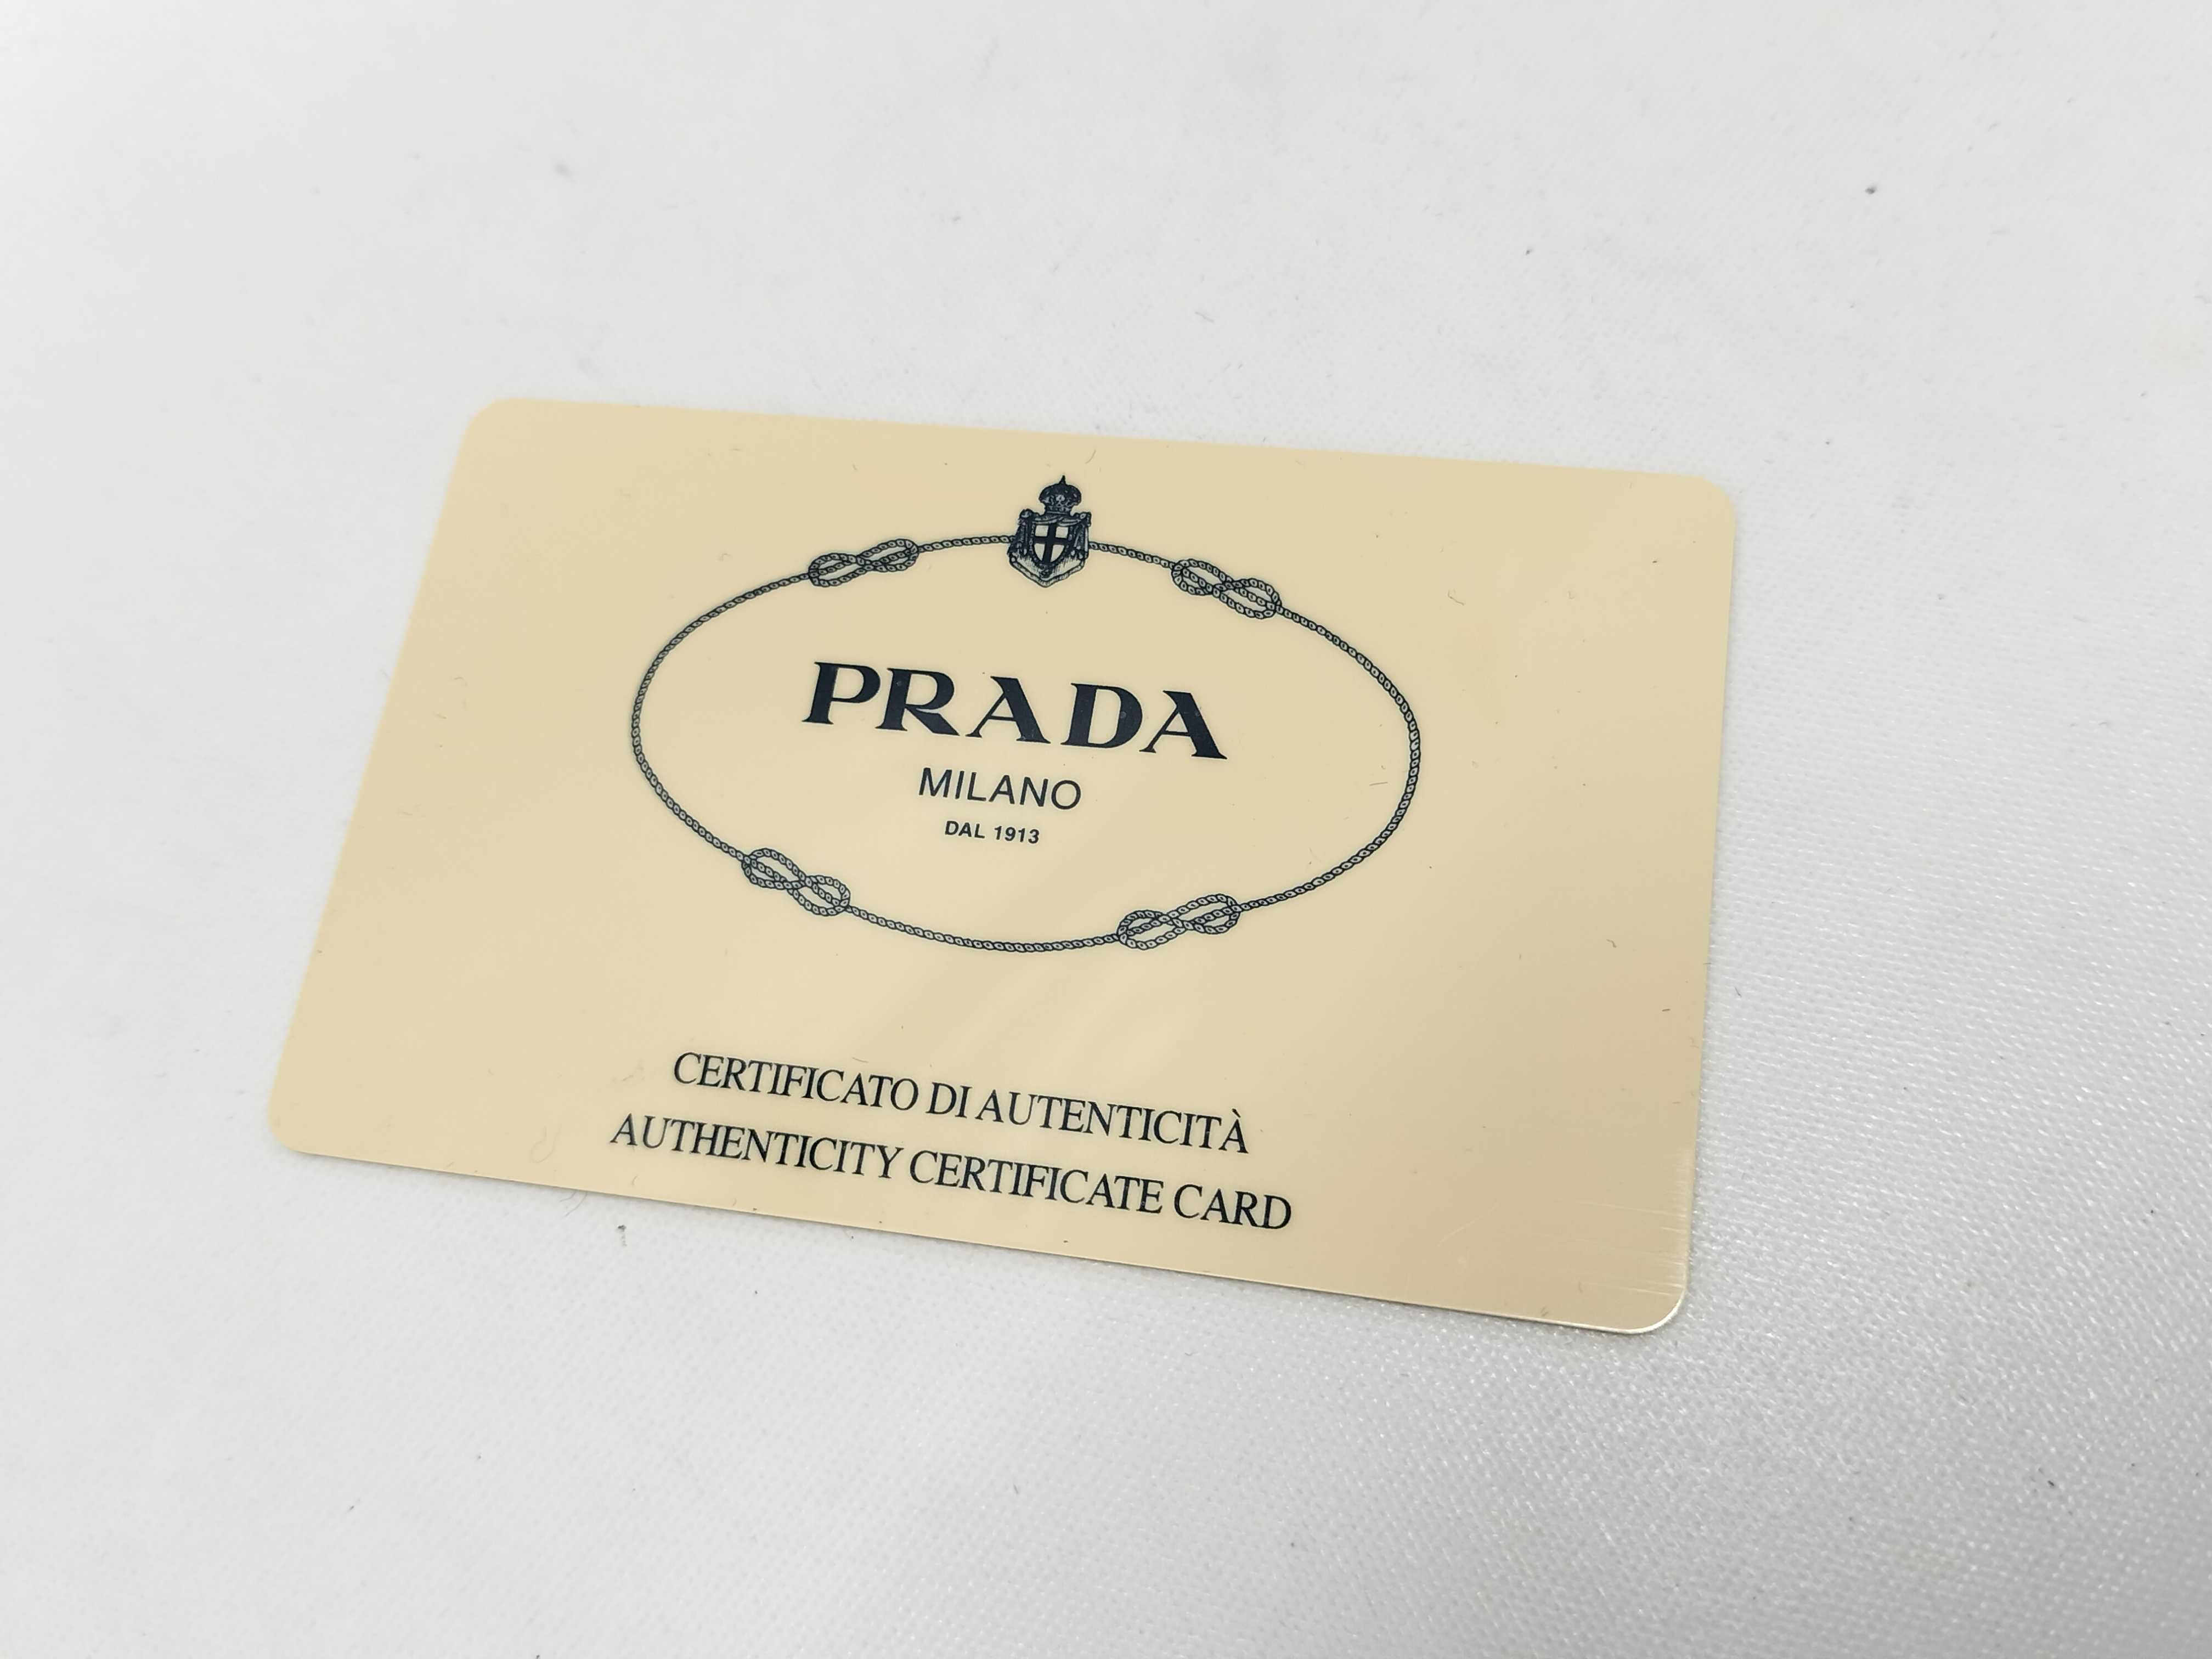 PRADA
MILANO
DAL 1913
CERTIFICATO DI AUTENTICITÀ
AUTHENTICITY CERTIFICATE CARD